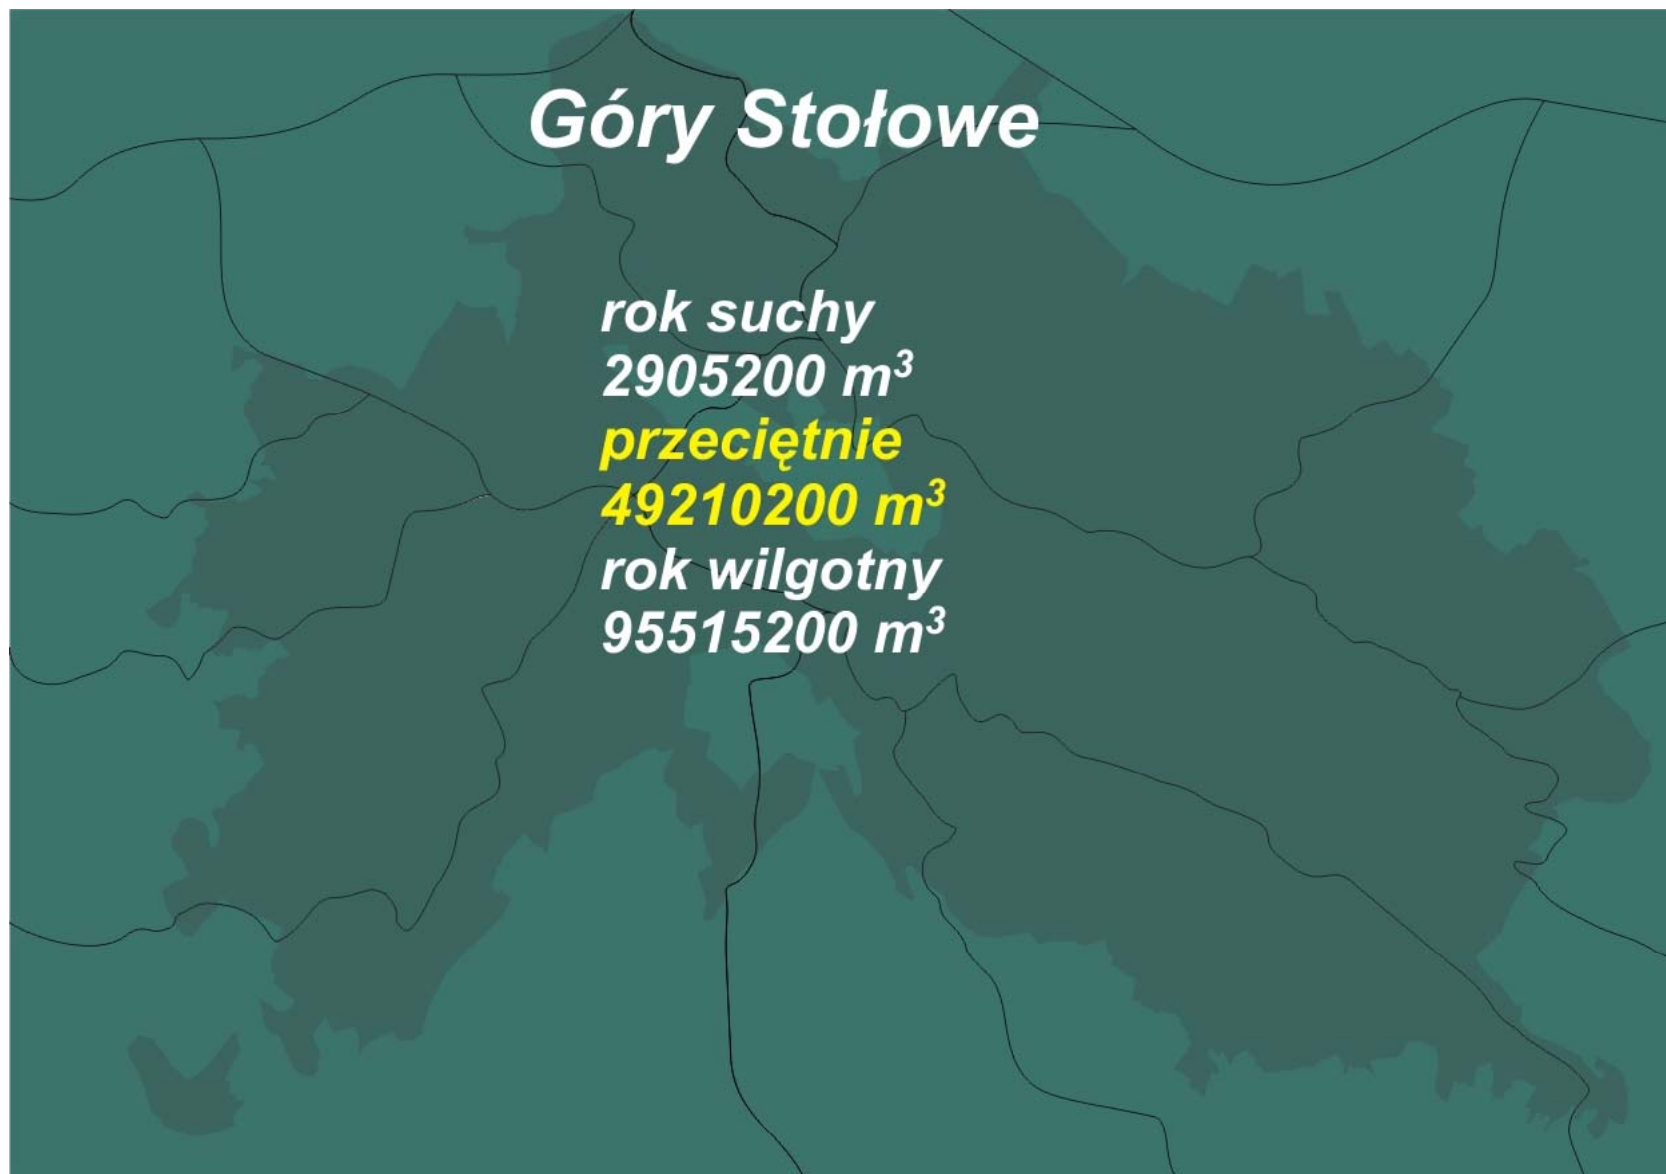 Góry Stołowe
rok suchy
2905200 m³
przeciętnie
49210200 m³
rok wilgotny
95515200 m³